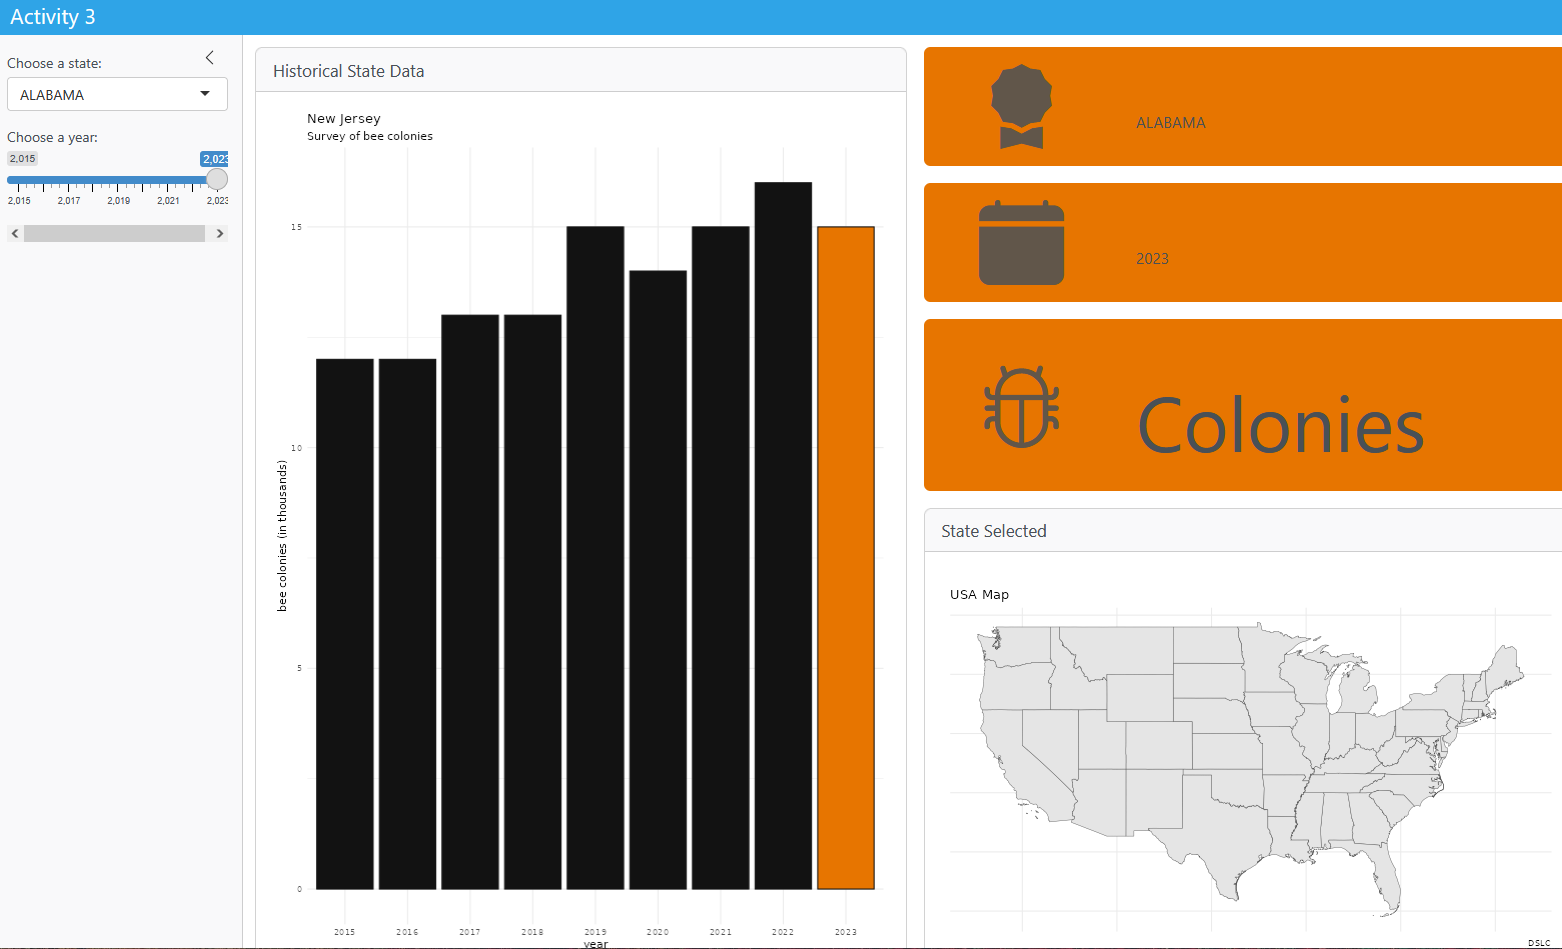 Activity 3
Choose a state:
ALABAMA
Choose a year:
2,015
2,023
2,015 2,017 2,019 2,021 2,023
Historical State Data
New Jersey
Survey of bee colonies
15
10
5
0
bee colonies (in thousands)
2015 2016 2017 2018 2019 2020 2021 2022 2023
year
ALABAMA
2023
Colonies
State Selected
USA Map
DSLC